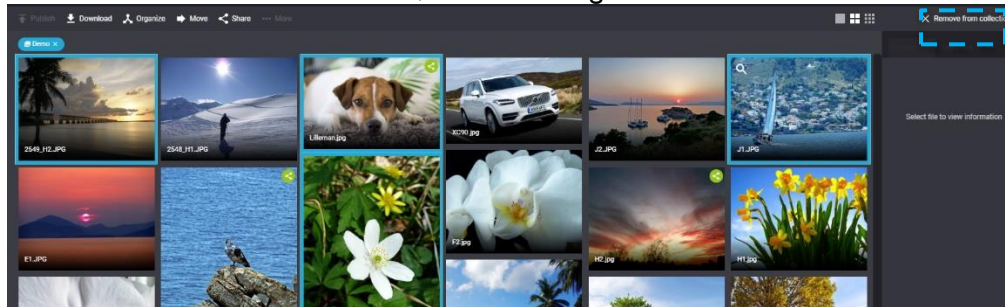 Publish Download Organize Move Share ··· More Remove from collectio
Demo ×
2549_H2.JPG 2548_H1.JPG Lilleman.jpg XC90.jpg J2.JPG J1.JPG
Select file to view information
E1.JPG F2.jpg H2.jpg H1.jpg